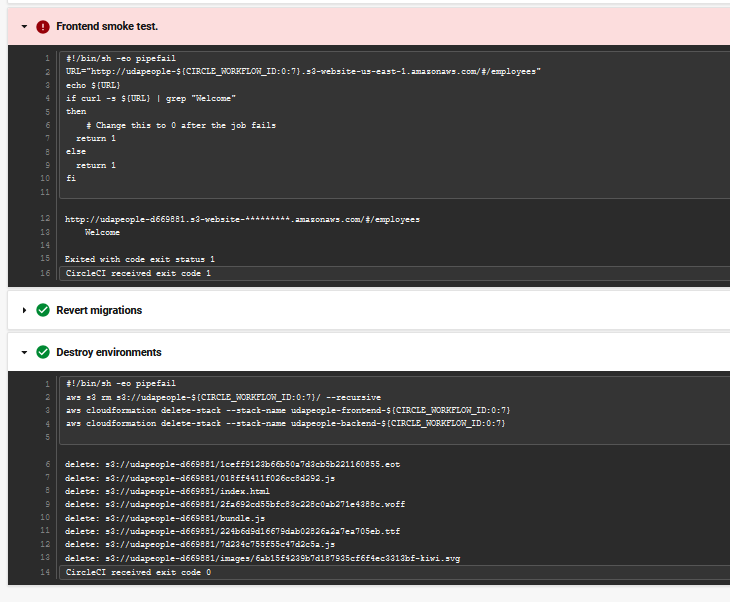 Frontend smoke test.
1 #!/bin/sh -eo pipefail
2 URL="http://udapeople-${CIRCLE_WORKFLOW_ID:0:7}.s3-website-us-east-1.amazonaws.com/#/employees"
3 echo ${URL}
4 if curl -s ${URL} | grep "Welcome"
5 then
6     # Change this to 0 after the job fails
7   return 1
8 else
9   return 1
10 fi
11
12 http://udapeople-d669881.s3-website-*********.amazonaws.com/#/employees
13     Welcome
14
15 Exited with code exit status 1
16 CircleCI received exit code 1
Revert migrations
Destroy environments
1 #!/bin/sh -eo pipefail
2 aws s3 rm s3://udapeople-${CIRCLE_WORKFLOW_ID:0:7}/ --recursive
3 aws cloudformation delete-stack --stack-name udapeople-frontend-${CIRCLE_WORKFLOW_ID:0:7}
4 aws cloudformation delete-stack --stack-name udapeople-backend-${CIRCLE_WORKFLOW_ID:0:7}
5
6 delete: s3://udapeople-d669881/1ceff9123b66b50a7d3cb5b221160855.eot
7 delete: s3://udapeople-d669881/018ff4411f026cc8d292.js
8 delete: s3://udapeople-d669881/index.html
9 delete: s3://udapeople-d669881/2fa692cd55bfc83c228c0ab271e4388c.woff
10 delete: s3://udapeople-d669881/bundle.js
11 delete: s3://udapeople-d669881/224b6d9d16679dab02826a2a7ea705eb.ttf
12 delete: s3://udapeople-d669881/7d234c755f55c47d2c5a.js
13 delete: s3://udapeople-d669881/images/6ab15f4239b7d187935cf6f4ec3313bf-kiwi.svg
14 CircleCI received exit code 0